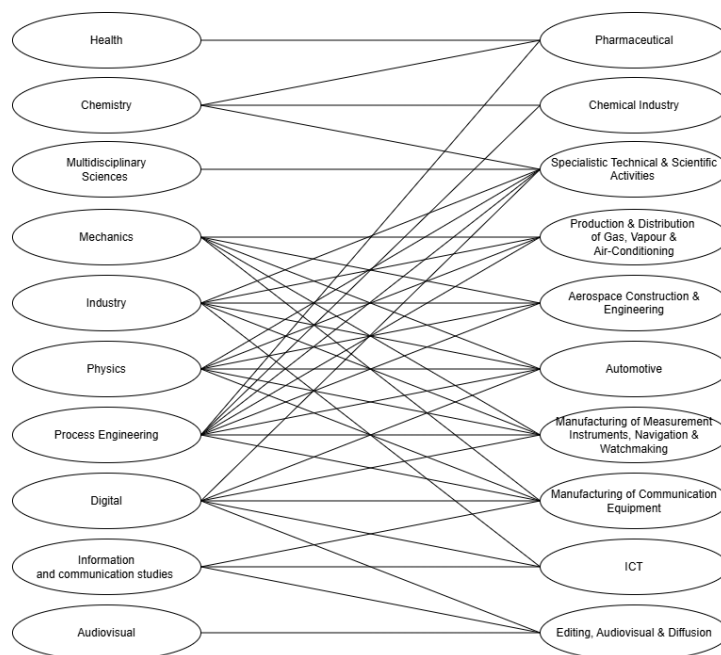 Health
Pharmaceutical
Chemistry
Chemical Industry
Multidisciplinary
Sciences
Specialistic Technical & Scientific
Activities
Mechanics
Production & Distribution
of Gas, Vapour &
Air-Conditioning
Industry
Aerospace Construction &
Engineering
Physics
Automotive
Process Engineering
Manufacturing of Measurement
Instruments, Navigation &
Watchmaking
Digital
Manufacturing of Communication
Equipment
Information
and communication studies
ICT
Audiovisual
Editing, Audiovisual & Diffusion